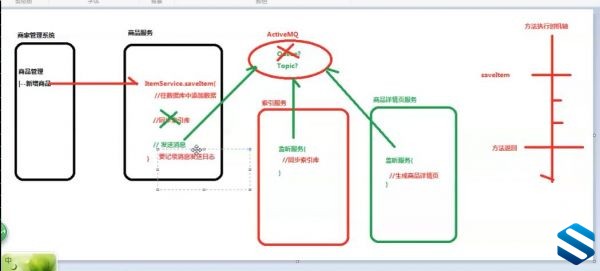 商家管理系统
商品管理
|--新增商品
商品服务
ItemService.saveItem(
//往数据库中添加数据
//同步索引库
// 发送消息
}
要记录消息发送日志
ActiveMQ
Queue?
Topic?
索引服务
监听服务{
//同步索引库
}
商品详情页服务
监听服务{
//生成商品详情页
}
方法执行时机轴
saveItem
方法返回
中